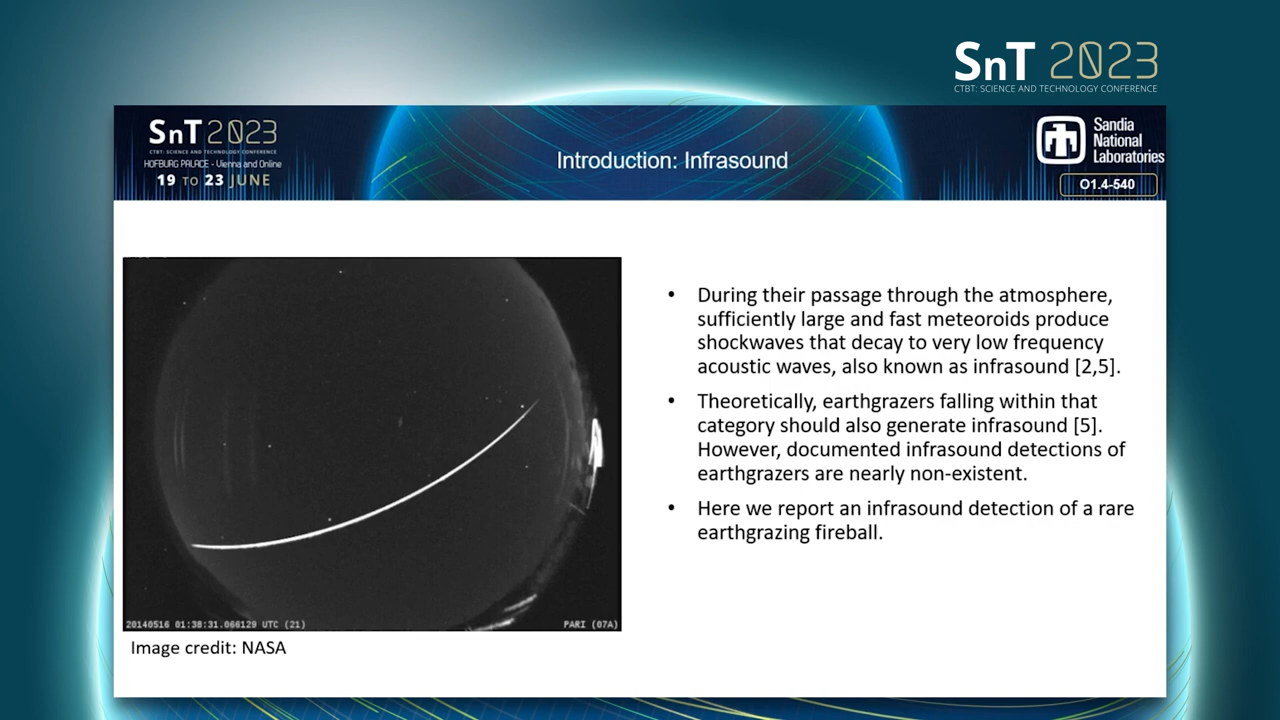 SnT 2023
CTBT: SCIENCE AND TECHNOLOGY CONFERENCE
SnT 2023
CTBT: SCIENCE AND TECHNOLOGY CONFERENCE
HOFBURG PALACE - Vienna and Online
19 TO 23 JUNE
Introduction: Infrasound
Sandia
National
Laboratories
O1.4-540
• During their passage through the atmosphere,
sufficiently large and fast meteoroids produce
shockwaves that decay to very low frequency
acoustic waves, also known as infrasound [2,5].
• Theoretically, earthgrazers falling within that
category should also generate infrasound [5].
However, documented infrasound detections of
earthgrazers are nearly non-existent.
• Here we report an infrasound detection of a rare
earthgrazing fireball.
20140516 01:38:31.066129 UTC (21)
PARI (07A)
Image credit: NASA